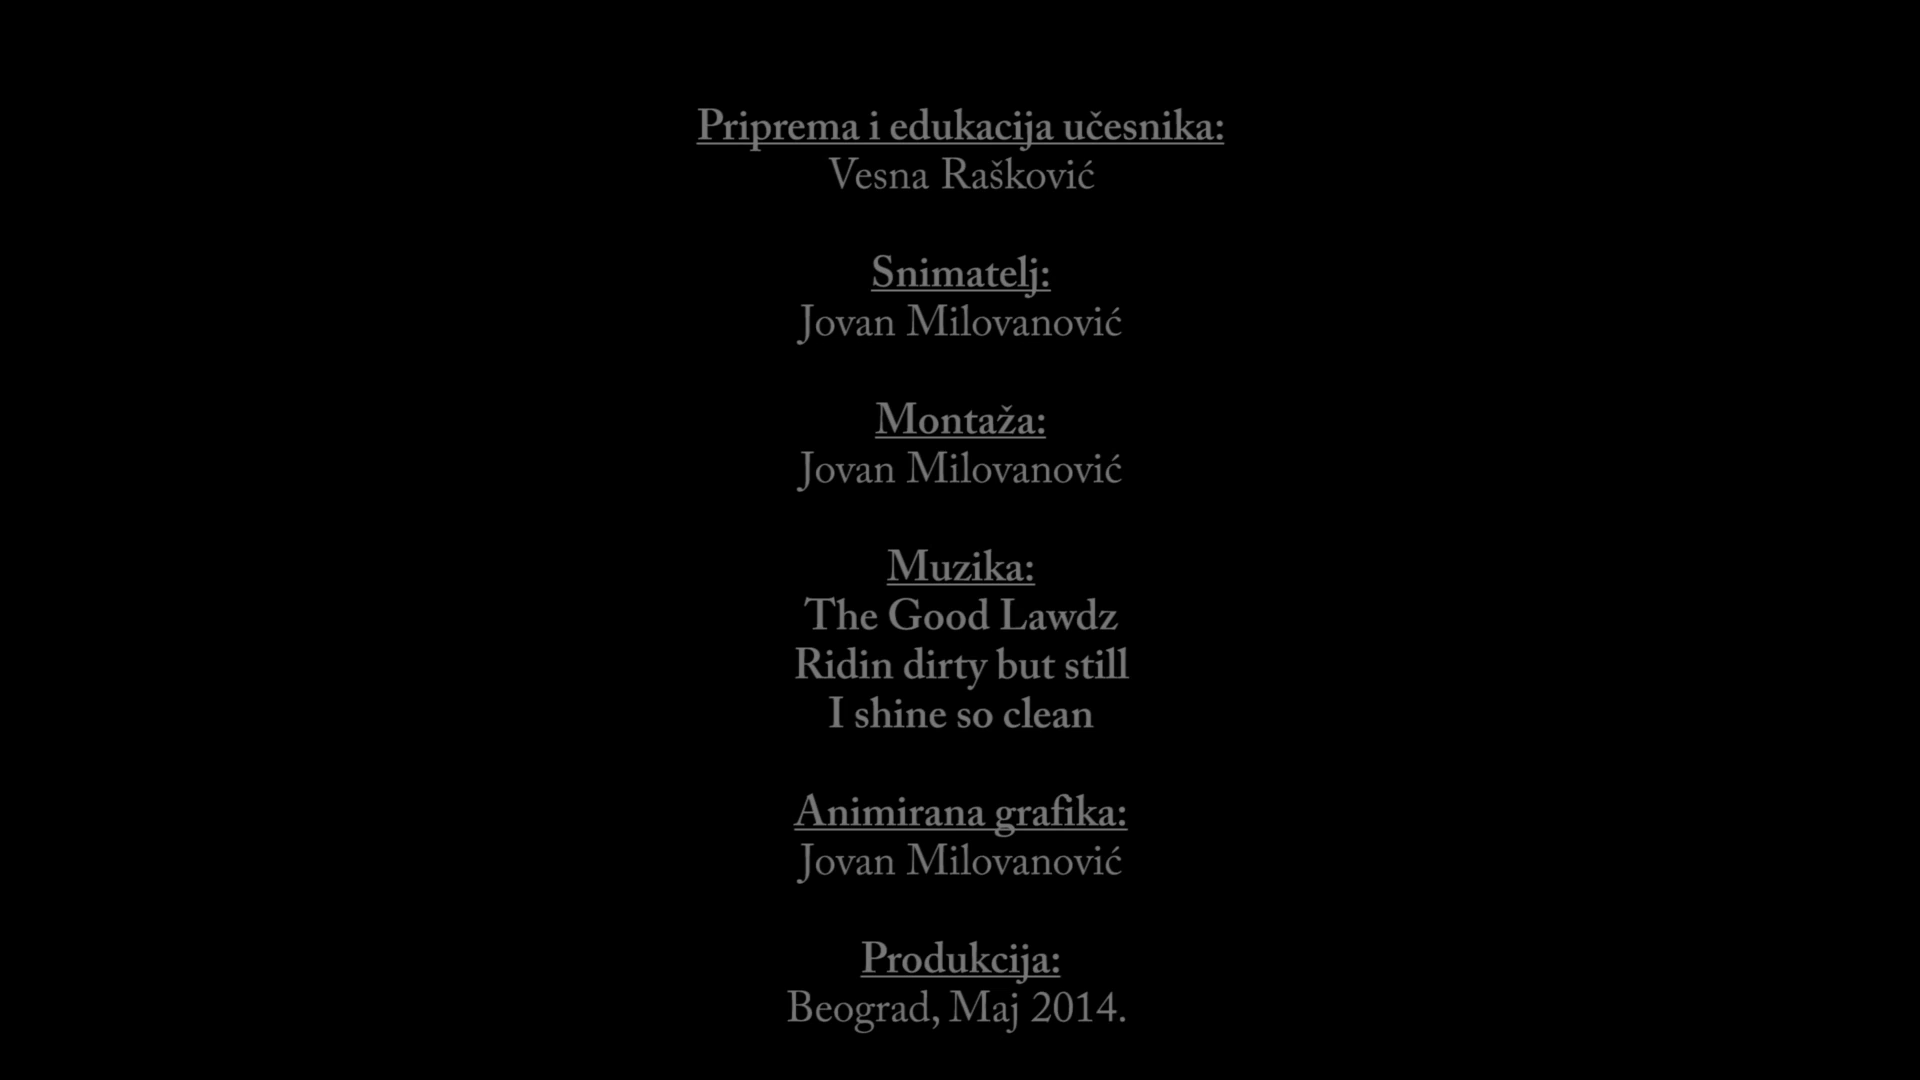 Priprema i edukacija učesnika:
Vesna Rašković
Snimatelj:
Jovan Milovanović
Montaža:
Jovan Milovanović
Muzika:
The Good Lawdz
Ridin dirty but still
I shine so clean
Animirana grafika:
Jovan Milovanović
Produkcija:
Beograd, Maj 2014.